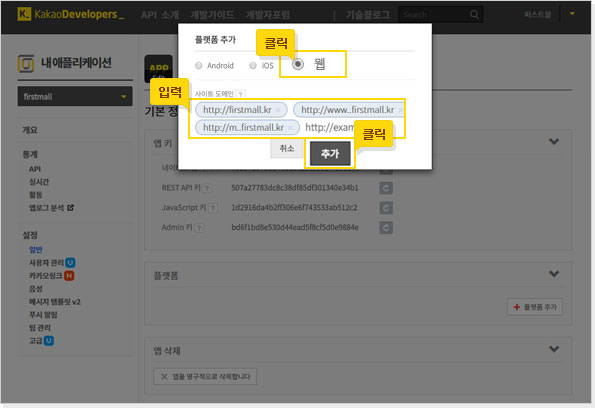 KakaoDevelopers_
API 소개 개발가이드 개발자포럼 | 기술블로그 Search 퍼스트몰
플랫폼 추가
클릭
Android iOS 웹
내 애플리케이션
APP
firstmall
입력
사이트 도메인 ?
http://firstmall.kr × http://www..firstmall.kr ×
http://m..firstmall.kr × http://exam
클릭
취소 추가
기본 정
개요
통계
API
실시간
활동
앱로그 분석
설정
일반
사용자 관리 U
카카오링크 N
음성
메시지 템플릿 v2
푸시 알림
팀 관리
고급 U
앱 키
REST API 키 ? 507a27783dc8c38df85df301340e34b1
JavaScript 키 ? 1d2916da4b2ff306e6f743533ab512c2
Admin 키 ? bd6f1bd8e530d44ead5f8cf5d0e9884e
플랫폼
+ 플랫폼 추가
앱 삭제
× 앱을 영구적으로 삭제합니다